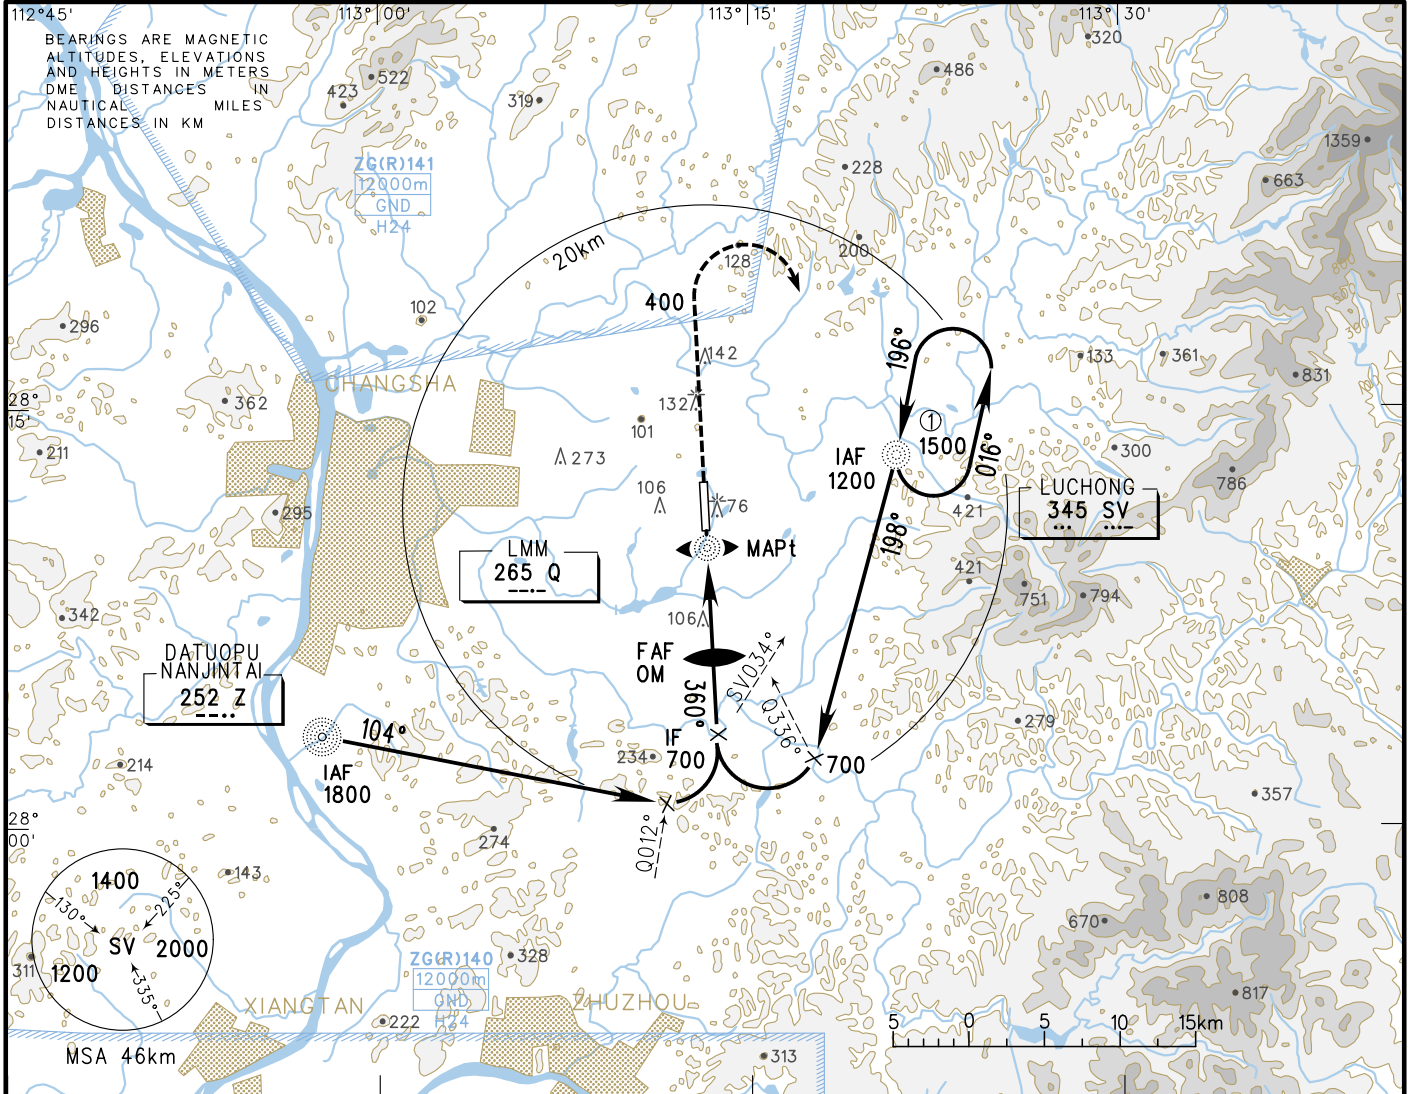 112°45'
113°00'
113°15'
113°30'
BEARINGS ARE MAGNETIC
ALTITUDES, ELEVATIONS
AND HEIGHTS IN METERS
DME DISTANCES IN
NAUTICAL MILES
DISTANCES IN KM
320
522
423
319
486
1359
228
663
ZG(R)141
12000m
GND
H24
20km
128
200
800
500
300
400
102
296
142
196°
133
361
831
CHANGSHA
362
28°
15'
132
101
①
1500
016°
211
273
IAF
1200
300
786
106
76
295
421
LUCHONG
345 SV
198°
MAPt
LMM
265 Q
421
751
794
342
106
DATUOPU
NANJINTAI
252 Z
FAF
OM
360°
SV034°
Q336°
104°
279
IF
700
234
700
214
IAF
1800
357
28°
00'
274
Q012°
143
1400
130°
225°
SV
2000
1200
335°
311
808
670
ZG(R)140
12000m
GND
H24
328
817
XIANGTAN
ZHUZHOU
222
5 0 5 10 15km
MSA 46km
313